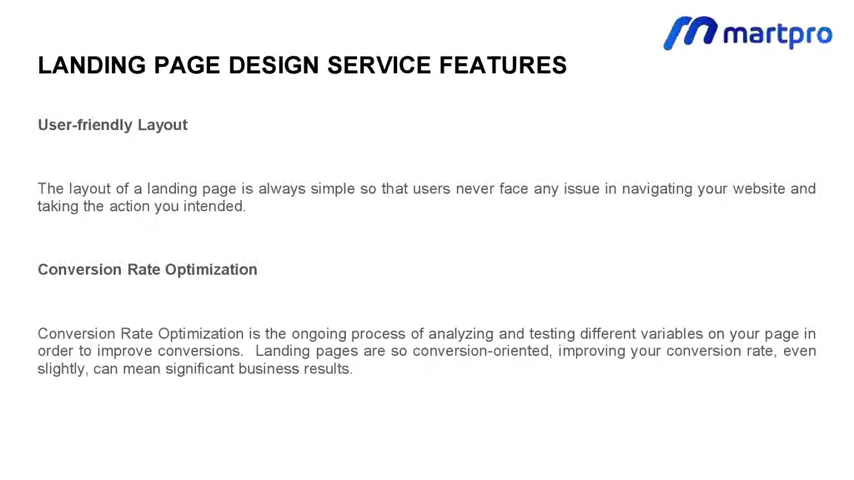 martpro
LANDING PAGE DESIGN SERVICE FEATURES
User-friendly Layout
The layout of a landing page is always simple so that users never face any issue in navigating your website and
taking the action you intended.
Conversion Rate Optimization
Conversion Rate Optimization is the ongoing process of analyzing and testing different variables on your page in
order to improve conversions.  Landing pages are so conversion-oriented, improving your conversion rate, even
slightly, can mean significant business results.